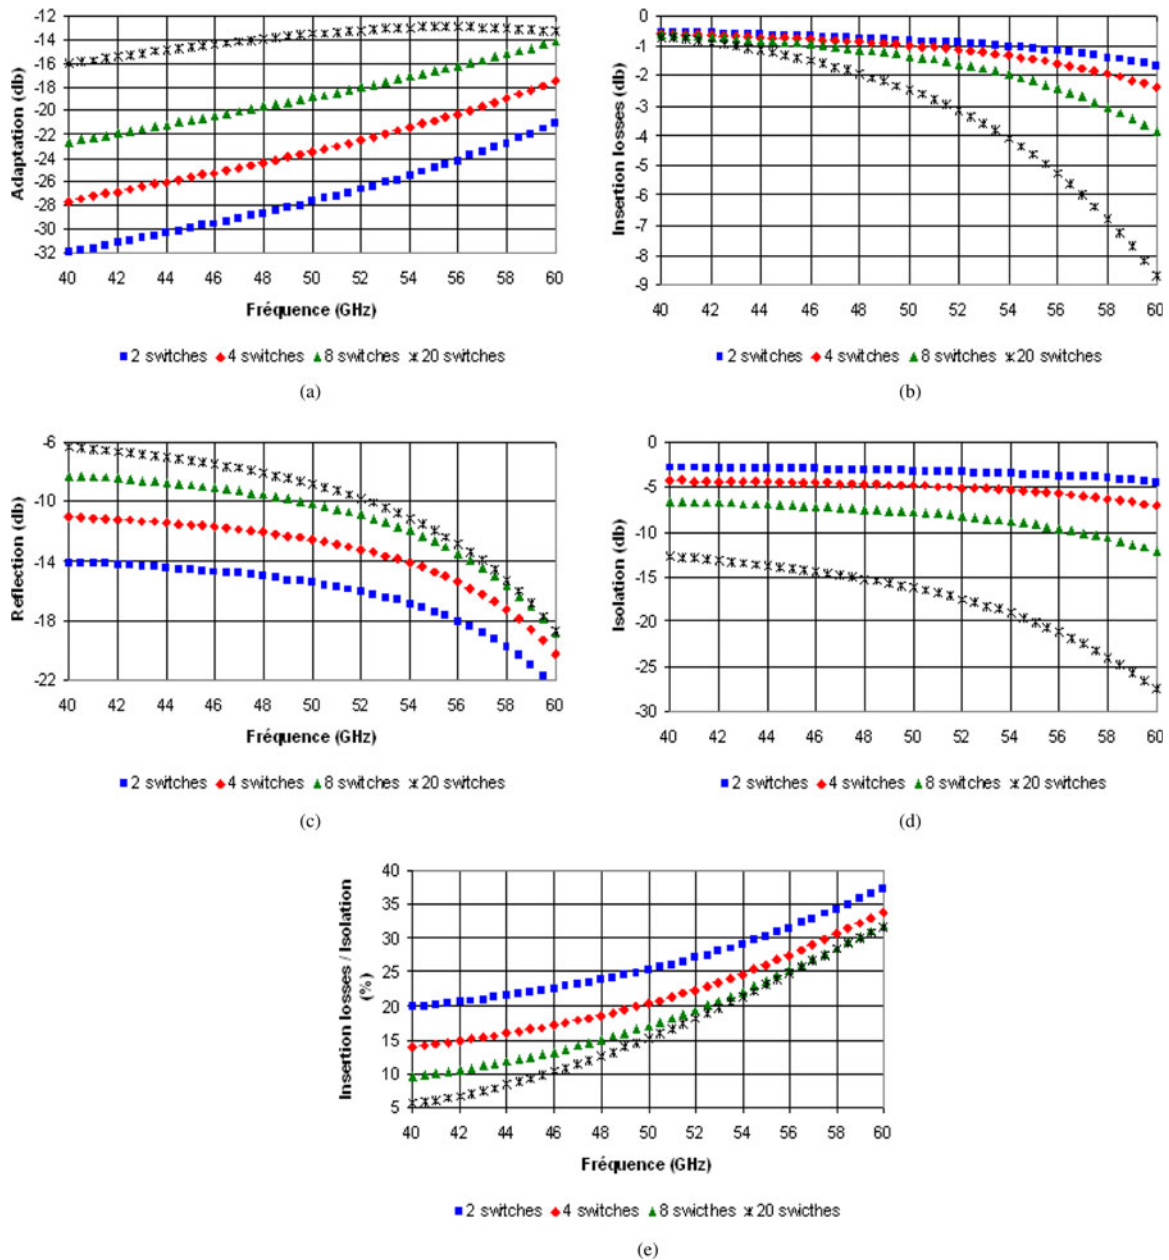 -12
-14
-16
-18
-20
-22
-24
-26
-28
-30
-32
Adaptation (db)
40 42 44 46 48 50 52 54 56 58 60
Fréquence (GHz)
2 switches 4 switches 8 switches 20 switches
(a)
0
-1
-2
-3
-4
-5
-6
-7
-8
-9
Insertion losses (db)
40 42 44 46 48 50 52 54 56 58 60
2 switches 4 switches 8 switches 20 switches
(b)
-6
-10
-14
-18
-22
Reflection (db)
40 42 44 46 48 50 52 54 56 58 60
Fréquence (GHz)
2 switches 4 switches 8 switches 20 switches
(c)
0
-5
-10
-15
-20
-25
-30
Isolation (db)
40 42 44 46 48 50 52 54 56 58 60
2 switches 4 switches 8 switches 20 switches
(d)
40
35
30
25
20
15
10
5
Insertion losses / Isolation
(%)
40 42 44 46 48 50 52 54 56 58 60
Fréquence (GHz)
2 switches 4 switches 8 swicthes 20 swicthes
(e)